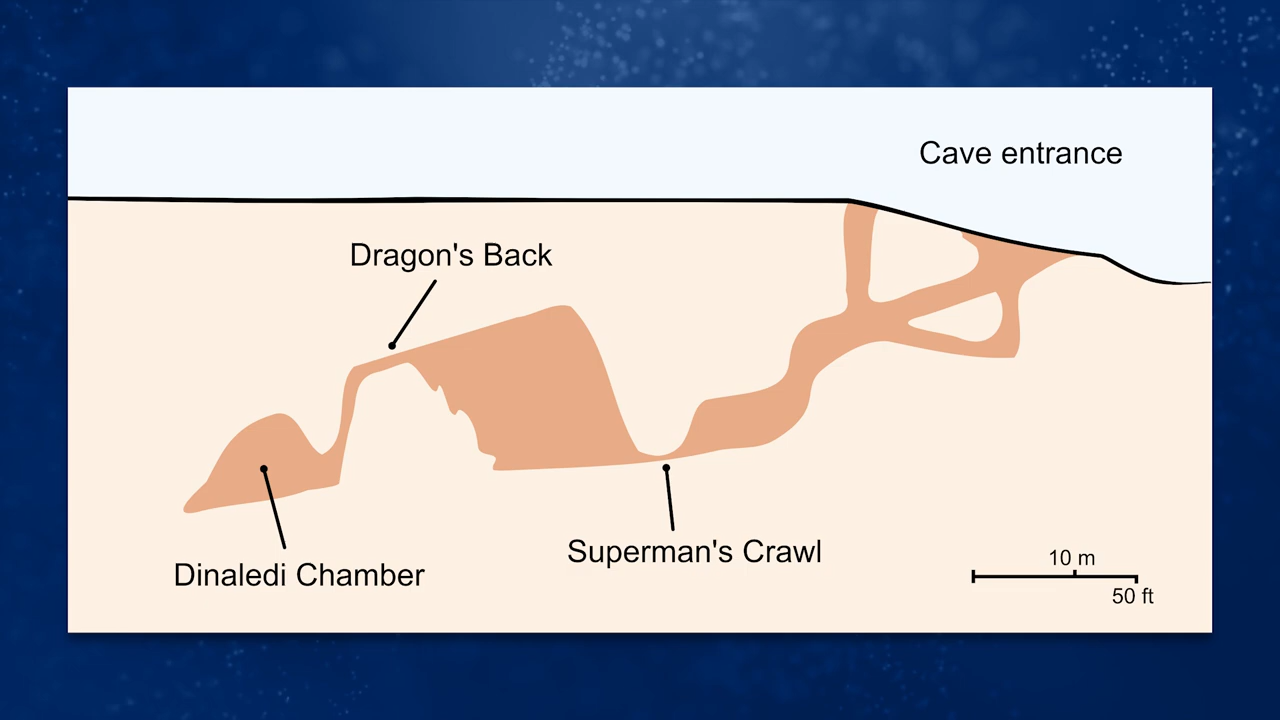 Cave entrance
Dragon's Back
Superman's Crawl
Dinaledi Chamber
10 m
50 ft